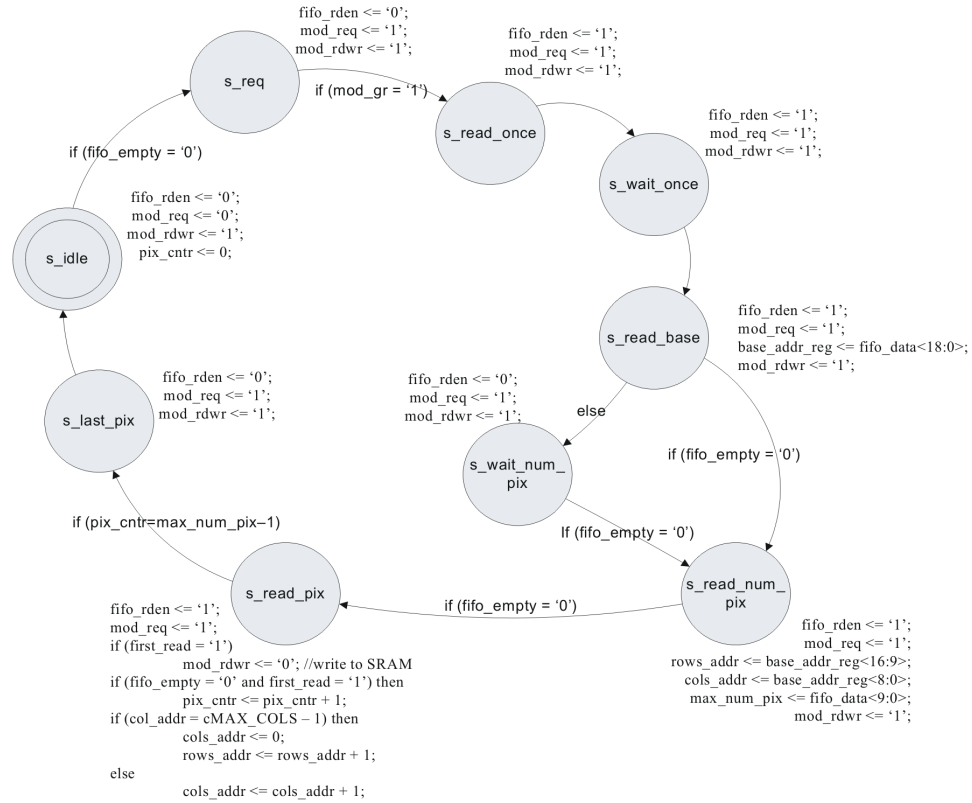 fifo_rden <= ‘0’;
mod_req <= ‘1’;
mod_rdwr <= ‘1’;
s_req
if (mod_gr = ‘1’)
fifo_rden <= ‘1’;
mod_req <= ‘1’;
mod_rdwr <= ‘1’;
s_read_once
fifo_rden <= ‘1’;
mod_req <= ‘1’;
mod_rdwr <= ‘1’;
s_wait_once
if (fifo_empty = ‘0’)
fifo_rden <= ‘0’;
mod_req <= ‘0’;
mod_rdwr <= ‘1’;
pix_cntr <= 0;
s_idle
s_read_base
fifo_rden <= ‘1’;
mod_req <= ‘1’;
base_addr_reg <= fifo_data<18:0>;
mod_rdwr <= ‘1’;
fifo_rden <= ‘0’;
mod_req <= ‘1’;
mod_rdwr <= ‘1’;
s_last_pix
fifo_rden <= ‘0’;
mod_req <= ‘1’;
mod_rdwr <= ‘1’;
else
s_wait_num_
pix
if (fifo_empty = ‘0’)
If (fifo_empty = ‘0’)
if (pix_cntr=max_num_pix–1)
s_read_pix
if (fifo_empty = ‘0’)
s_read_num_
pix
fifo_rden <= ‘1’;
mod_req <= ‘1’;
if (first_read = ‘1’)
mod_rdwr <= ‘0’; //write to SRAM
if (fifo_empty = ‘0’ and first_read = ‘1’) then
pix_cntr <= pix_cntr + 1;
if (col_addr = cMAX_COLS – 1) then
cols_addr <= 0;
rows_addr <= rows_addr + 1;
else
cols_addr <= cols_addr + 1;
fifo_rden <= ‘1’;
mod_req <= ‘1’;
rows_addr <= base_addr_reg<16:9>;
cols_addr <= base_addr_reg<8:0>;
max_num_pix <= fifo_data<9:0>;
mod_rdwr <= ‘1’;